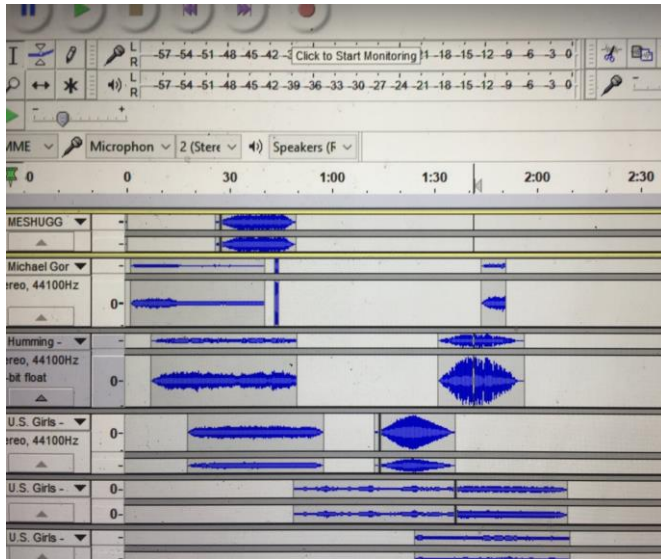 L
R
-57 -54 -51 -48 -45 -42 -3 Click to Start Monitoring !1 -18 -15 -12 -9 -6 -3 0
L
R
-57 -54 -51 -48 -45 -42 -39 -36 -33 -30 -27 -24 -21 -18 -15 -12 -9 -6 -3 0
- +
MME Microphon 2 (Stere Speakers (F
0 0 30 1:00 1:30 2:00 2:30
MESHUGG
Michael Gor
ereo, 44100Hz
0-
Humming -
ereo, 44100Hz
-bit float
0-
U.S. Girls -
0-
ereo, 44100Hz
U.S. Girls -
0-
U.S. Girls -